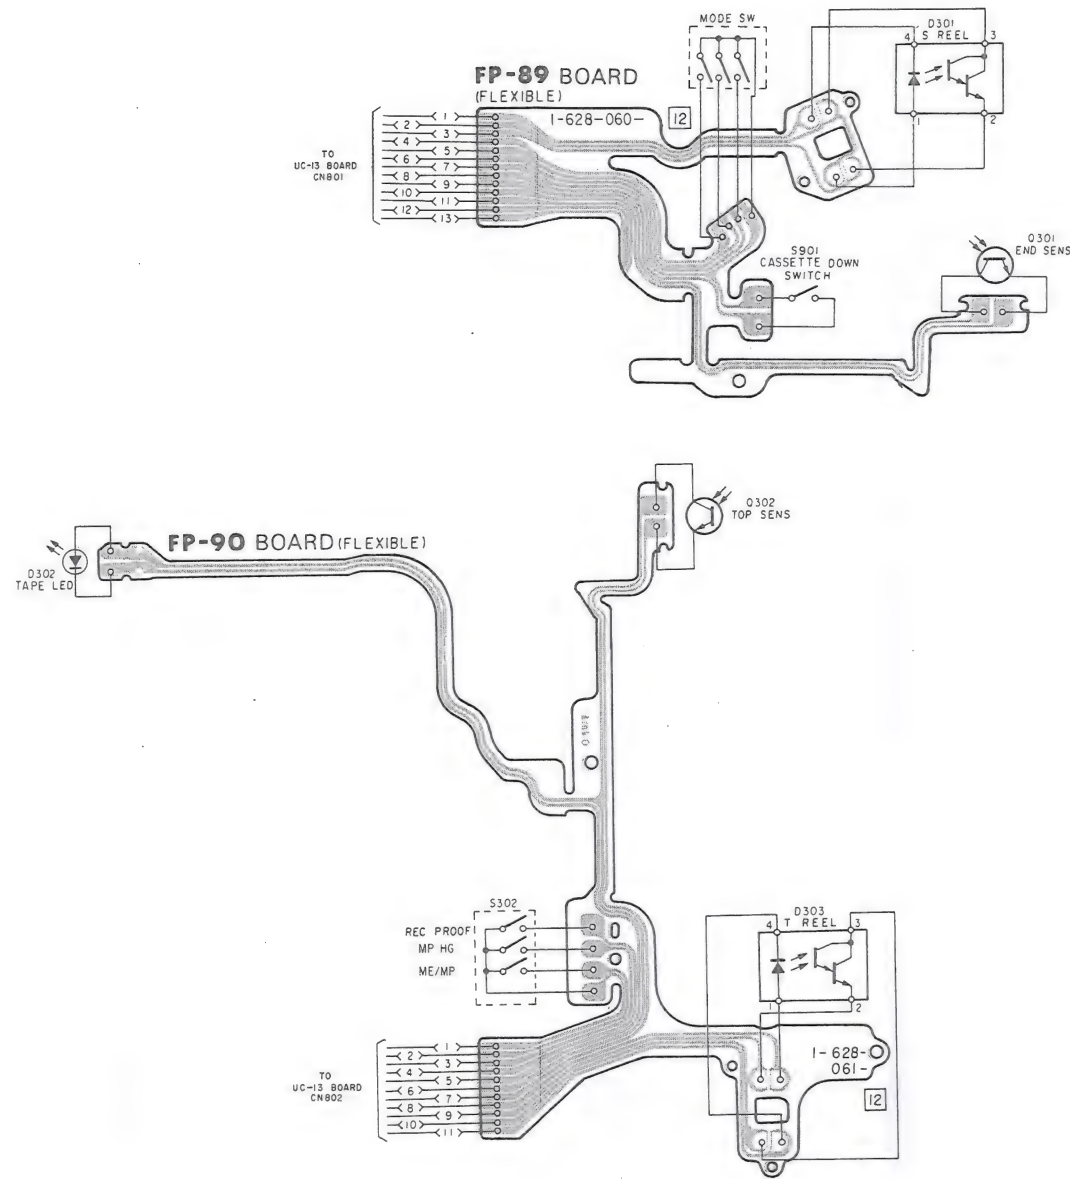 MODE SW
D301
S REEL
4
3
1
2
FP-89 BOARD
(FLEXIBLE)
1-628-060-
12
1
2
3
4
5
6
7
8
9
10
11
12
13
TO
UC-13 BOARD
CN801
S901
CASSETTE DOWN
SWITCH
Q301
END SENS
Q302
TOP SENS
FP-90 BOARD(FLEXIBLE)
D302
TAPE LED
S302
REC PROOF
MP HG
ME/MP
D303
T REEL
4
3
1
2
1-628-
061-
12
1
2
3
4
5
6
7
8
9
10
11
TO
UC-13 BOARD
CN802